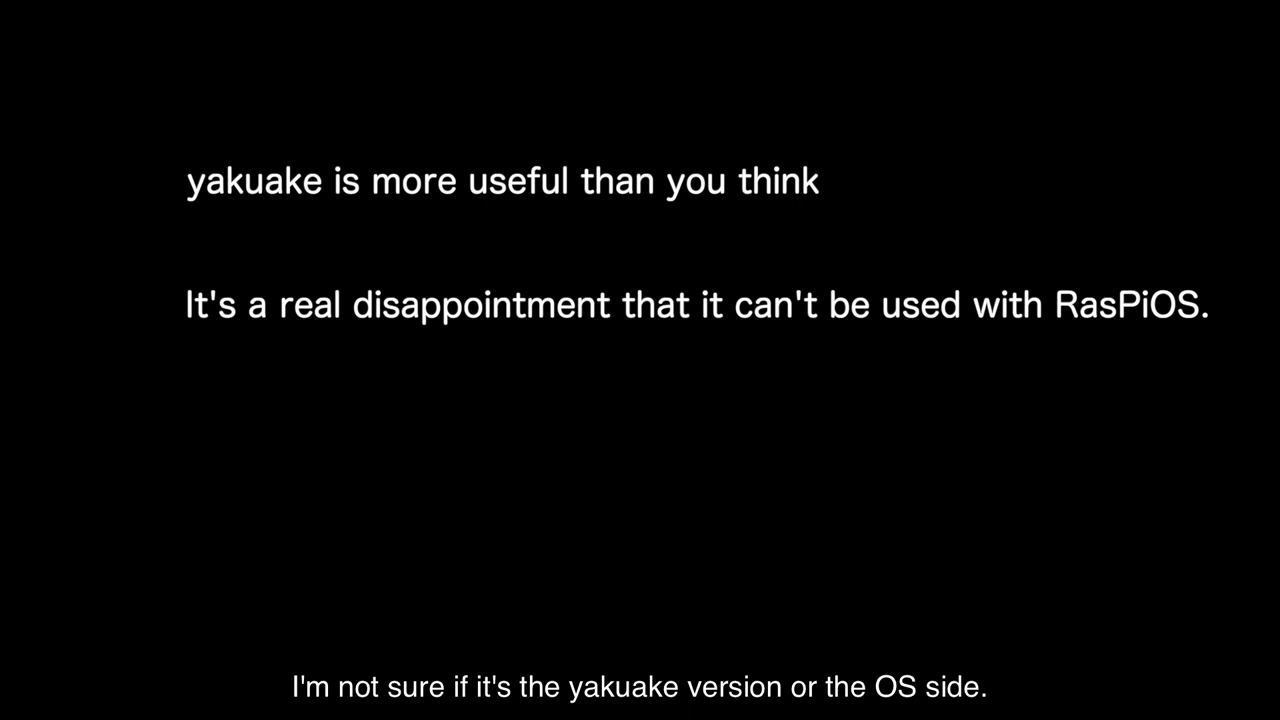 yakuake is more useful than you think
It's a real disappointment that it can't be used with RasPiOS.
I'm not sure if it's the yakuake version or the OS side.